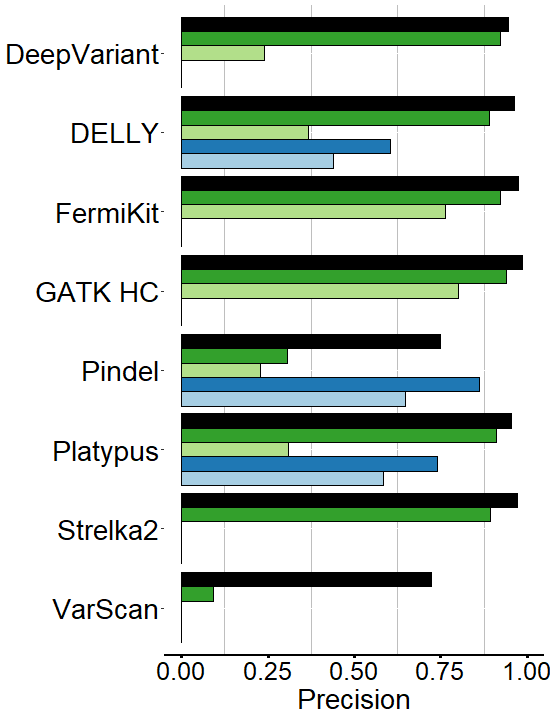 DeepVariant
DELLY
FermiKit
GATK HC
Pindel
Platypus
Strelka2
VarScan
0.00 0.25 0.50 0.75 1.00
Precision